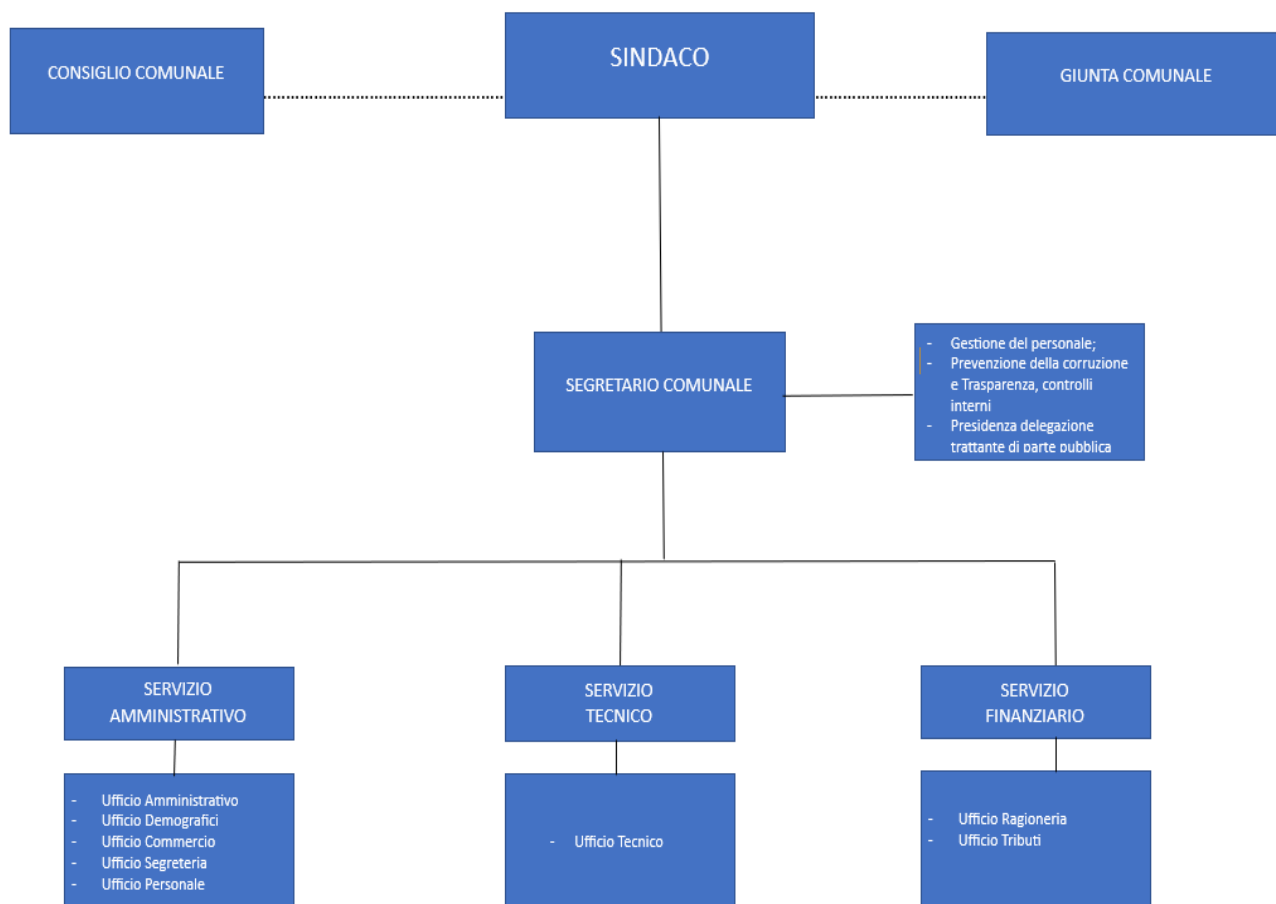 CONSIGLIO COMUNALE
SINDACO
GIUNTA COMUNALE
SEGRETARIO COMUNALE
- Gestione del personale;
- Prevenzione della corruzione
e Trasparenza, controlli
interni
- Presidenza delegazione
trattante di parte pubblica
SERVIZIO
AMMINISTRATIVO
SERVIZIO
TECNICO
SERVIZIO
FINANZIARIO
- Ufficio Amministrativo
- Ufficio Demografici
- Ufficio Commercio
- Ufficio Segreteria
- Ufficio Personale
- Ufficio Tecnico
- Ufficio Ragioneria
- Ufficio Tributi